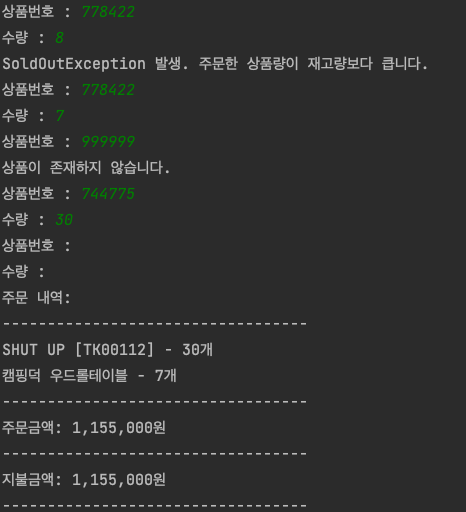 상품번호 : 778422
수량 : 8
SoldOutException 발생. 주문한 상품량이 재고량보다 큽니다.
상품번호 : 778422
수량 : 7
상품번호 : 999999
상품이 존재하지 않습니다.
상품번호 : 744775
수량 : 30
상품번호 :
수량 :
주문 내역:
----------------------------------
SHUT UP [TK00112] - 30개
캠핑덕 우드롤테이블 - 7개
----------------------------------
주문금액: 1,155,000원
----------------------------------
지불금액: 1,155,000원
----------------------------------